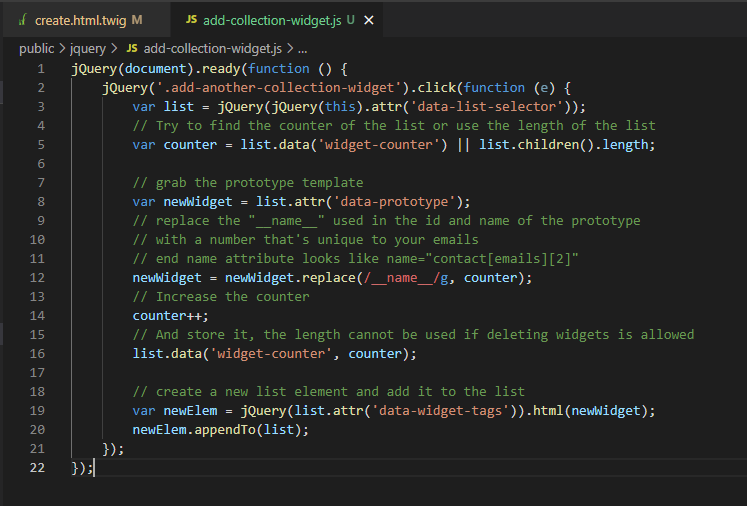 create.html.twig M JS add-collection-widget.js U ×
public > jquery > JS add-collection-widget.js > ...
1 jQuery(document).ready(function () {
2 jQuery('.add-another-collection-widget').click(function (e) {
3 var list = jQuery(jQuery(this).attr('data-list-selector'));
4 // Try to find the counter of the list or use the length of the list
5 var counter = list.data('widget-counter') || list.children().length;
6
7 // grab the prototype template
8 var newWidget = list.attr('data-prototype');
9 // replace the "__name__" used in the id and name of the prototype
10 // with a number that's unique to your emails
11 // end name attribute looks like name="contact[emails][2]"
12 newWidget = newWidget.replace(/__name__/g, counter);
13 // Increase the counter
14 counter++;
15 // And store it, the length cannot be used if deleting widgets is allowed
16 list.data('widget-counter', counter);
17
18 // create a new list element and add it to the list
19 var newElem = jQuery(list.attr('data-widget-tags')).html(newWidget);
20 newElem.appendTo(list);
21 });
22 });